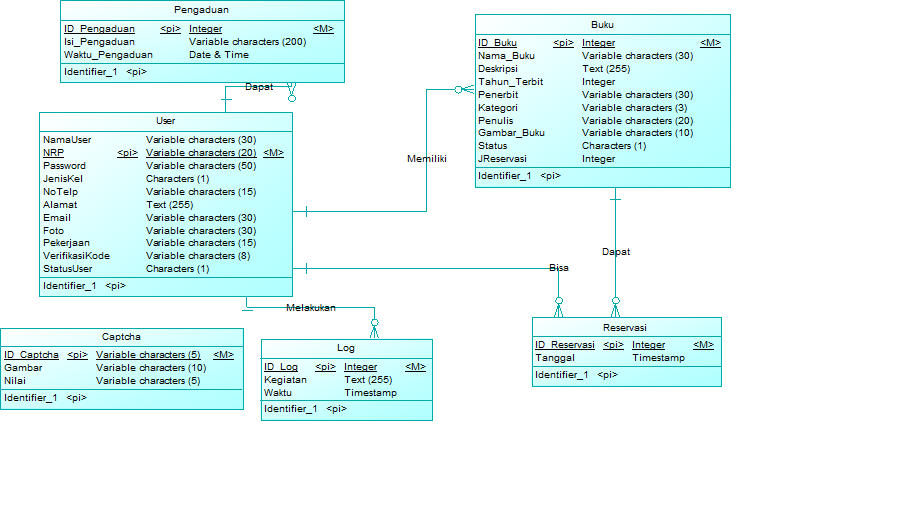 Pengaduan
ID_Pengaduan <pi> Integer <M>
Isi_Pengaduan Variable characters (200)
Waktu_Pengaduan Date & Time
Identifier_1 <pi>
Dapat
User
NamaUser Variable characters (30)
NRP <pi> Variable characters (20) <M>
Password Variable characters (50)
JenisKel Characters (1)
NoTelp Variable characters (15)
Alamat Text (255)
Email Variable characters (30)
Foto Variable characters (30)
Pekerjaan Variable characters (15)
VerifikasiKode Variable characters (8)
StatusUser Characters (1)
Identifier_1 <pi>
Memiliki
Buku
ID_Buku <pi> Integer <M>
Nama_Buku Variable characters (30)
Deskripsi Text (255)
Tahun_Terbit Integer
Penerbit Variable characters (30)
Kategori Variable characters (3)
Penulis Variable characters (20)
Gambar_Buku Variable characters (10)
Status Characters (1)
JReservasi Integer
Identifier_1 <pi>
Dapat
Bisa
Melakukan
Captcha
ID_Captcha <pi> Variable characters (5) <M>
Gambar Variable characters (10)
Nilai Variable characters (5)
Identifier_1 <pi>
Log
ID_Log <pi> Integer <M>
Kegiatan Text (255)
Waktu Timestamp
Identifier_1 <pi>
Reservasi
ID_Reservasi <pi> Integer <M>
Tanggal Timestamp
Identifier_1 <pi>